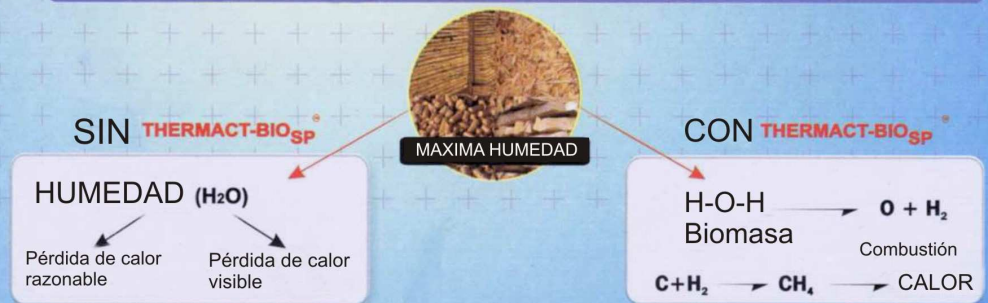 MAXIMA HUMEDAD
SIN THERMACT-BIOSP®
HUMEDAD (H2O)
Pérdida de calor
razonable
Pérdida de calor
visible
CON THERMACT-BIOSP®
H-O-H
Biomasa
O + H2
Combustión
C+H2 CH4 CALOR